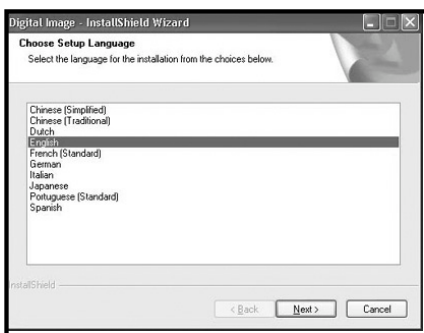 Digital Image - InstallShield Wizard
Choose Setup Language
Select the language for the installation from the choices below.
Chinese (Simplified)
Chinese (Traditional)
Dutch
English
French (Standard)
German
Italian
Japanese
Portuguese (Standard)
Spanish
InstallShield
< Back
Next >
Cancel